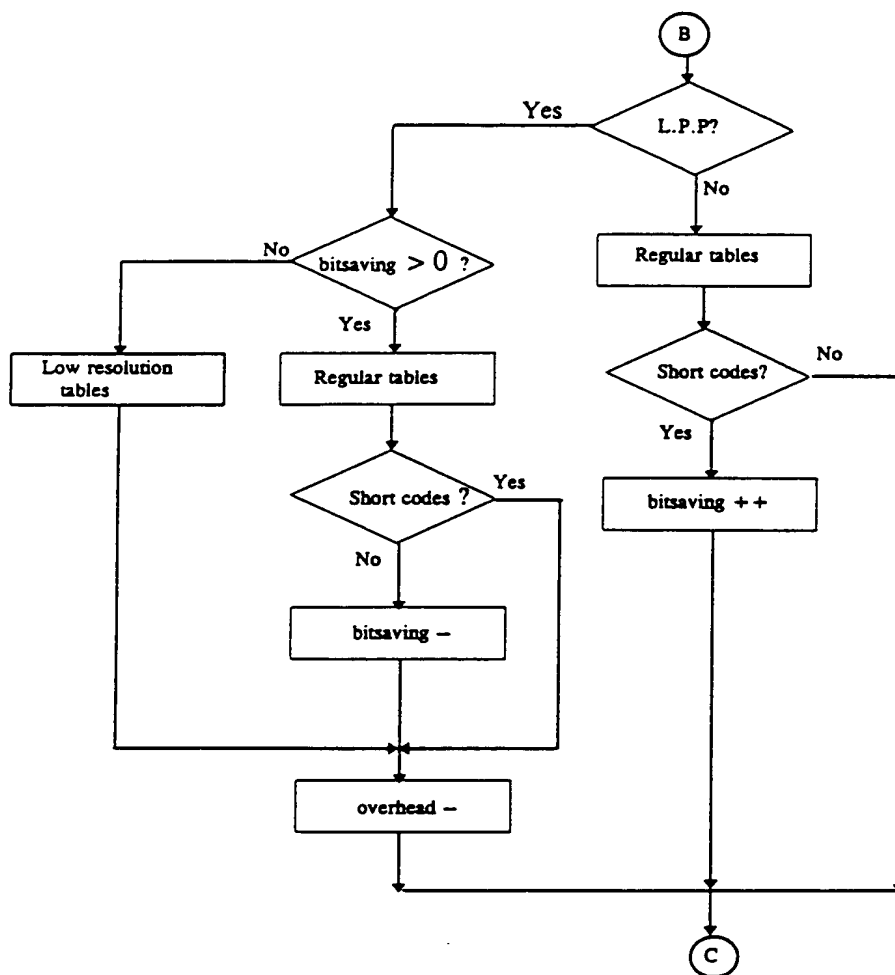 B
L.P.P?
Yes
No
Regular tables
bitsaving > 0 ?
No
Yes
Low resolution
tables
Regular tables
Short codes?
No
Yes
Short codes ?
Yes
No
bitsaving + +
bitsaving –
overhead –
C